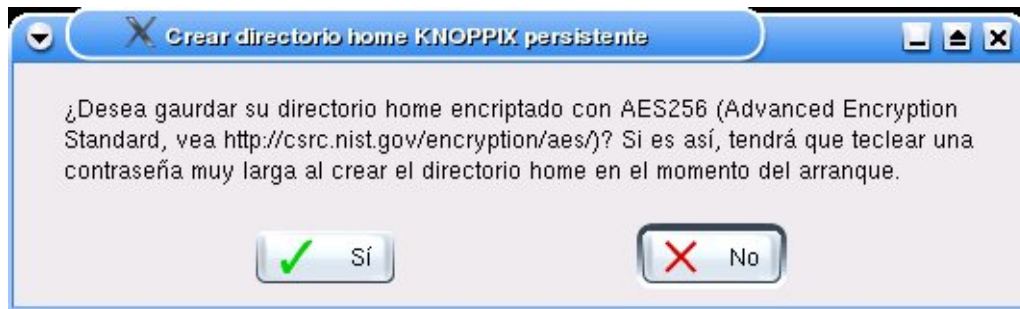 Crear directorio home KNOPPIX persistente
¿Desea gaurdar su directorio home encriptado con AES256 (Advanced Encryption
Standard, vea http://csrc.nist.gov/encryption/aes/)? Si es así, tendrá que teclear una
contraseña muy larga al crear el directorio home en el momento del arranque.
Sí No